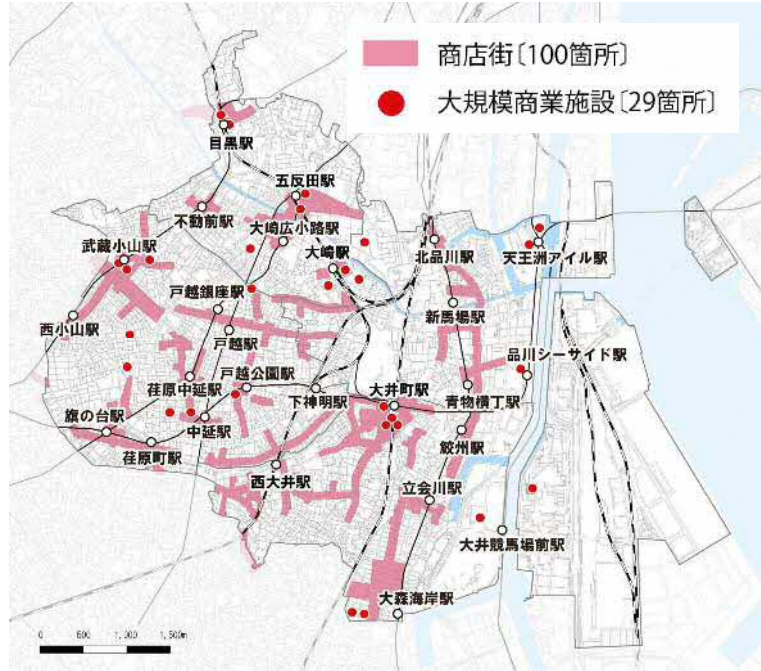 商店街〔100箇所〕
大規模商業施設〔29箇所〕
目黒駅
五反田駅
不動前駅
大崎広小路駅
武蔵小山駅
大崎駅
北品川駅
天王洲アイル駅
戸越銀座駅
新馬場駅
西小山駅
戸越駅
品川シーサイド駅
戸越公園駅
荏原中延駅
下神明駅
大井町駅
青物横丁駅
旗の台駅
中延駅
鮫洲駅
荏原町駅
西大井駅
立会川駅
大井競馬場前駅
大森海岸駅
0 500 1,000 1,500m